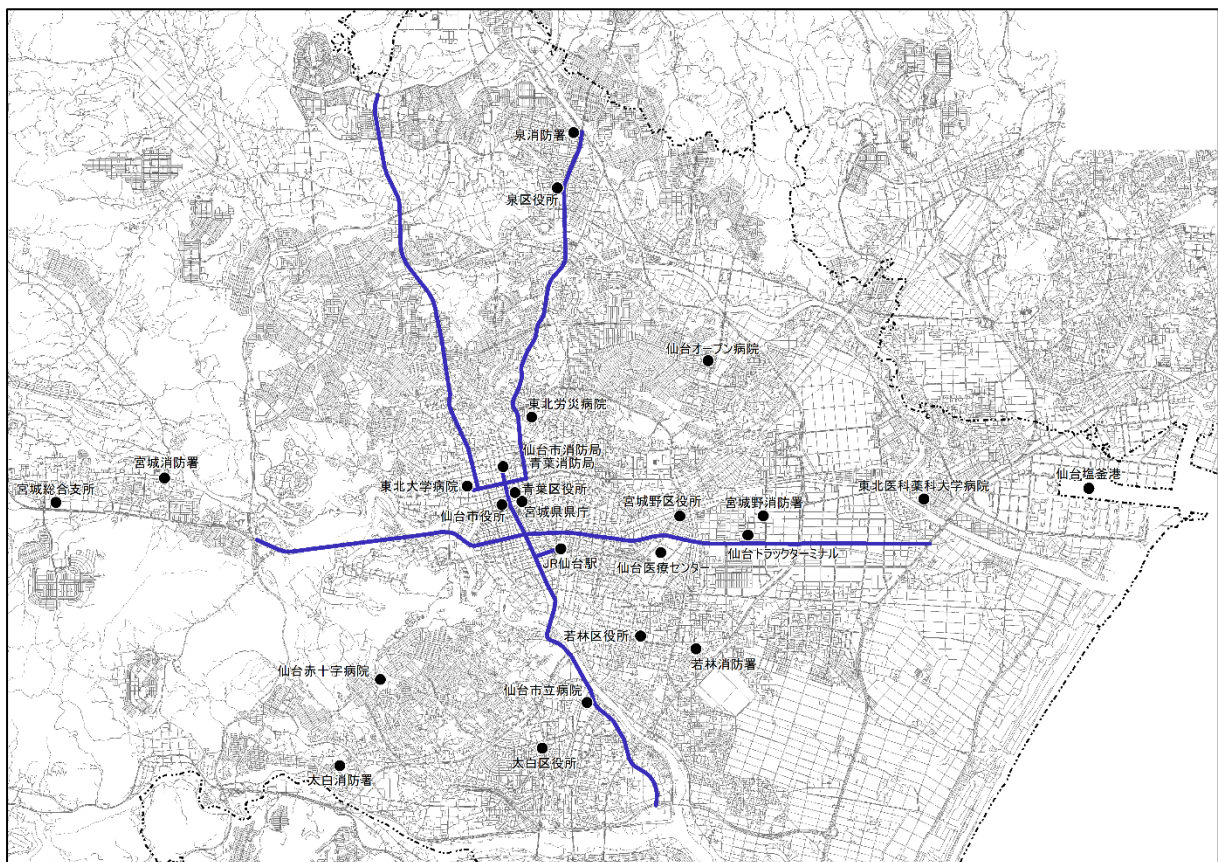 泉消防署
泉区役所
仙台オープン病院
東北労災病院
仙台市消防局
青葉消防局
宮城消防署
宮城総合支所
東北大学病院
青葉区役所
宮城県県庁
仙台市役所
宮城野区役所
宮城野消防署
東北医科薬科大学病院
仙台塩釜港
JR仙台駅
仙台医療センター
仙台トラックターミナル
若林区役所
若林消防署
仙台赤十字病院
仙台市立病院
太白区役所
太白消防署